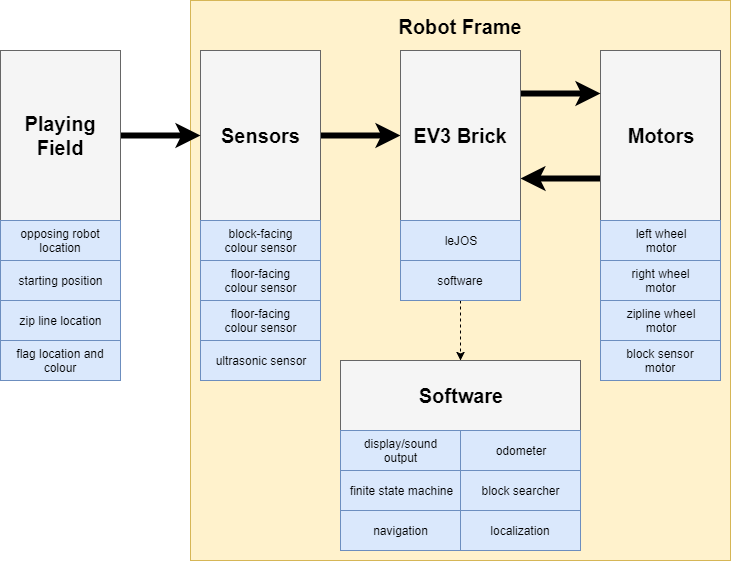 Robot Frame
Playing
Field
opposing robot
location
starting position
zip line location
flag location and
colour
Sensors
block-facing
colour sensor
floor-facing
colour sensor
floor-facing
colour sensor
ultrasonic sensor
EV3 Brick
leJOS
software
Motors
left wheel
motor
right wheel
motor
zipline wheel
motor
block sensor
motor
Software
display/sound
output
odometer
finite state machine
block searcher
navigation
localization